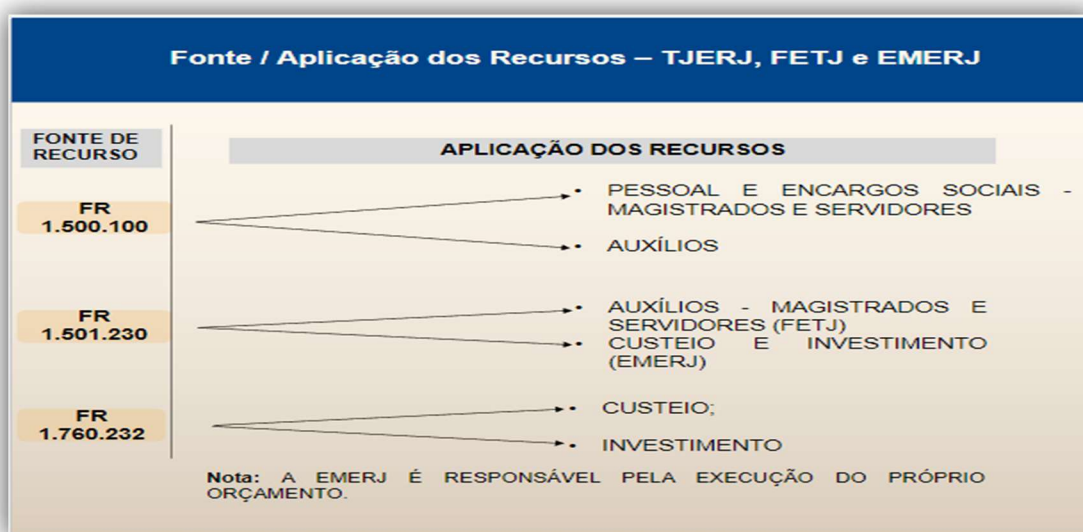 Fonte / Aplicação dos Recursos – TJERJ, FETJ e EMERJ
FONTE DE
RECURSO
APLICAÇÃO DOS RECURSOS
FR
1.500.100
• PESSOAL E ENCARGOS SOCIAIS -
MAGISTRADOS E SERVIDORES
• AUXÍLIOS
FR
1.501.230
• AUXÍLIOS - MAGISTRADOS E
SERVIDORES (FETJ)
• CUSTEIO E INVESTIMENTO
(EMERJ)
FR
1.760.232
• CUSTEIO;
• INVESTIMENTO
Nota: A EMERJ É RESPONSÁVEL PELA EXECUÇÃO DO PRÓPRIO
ORÇAMENTO.